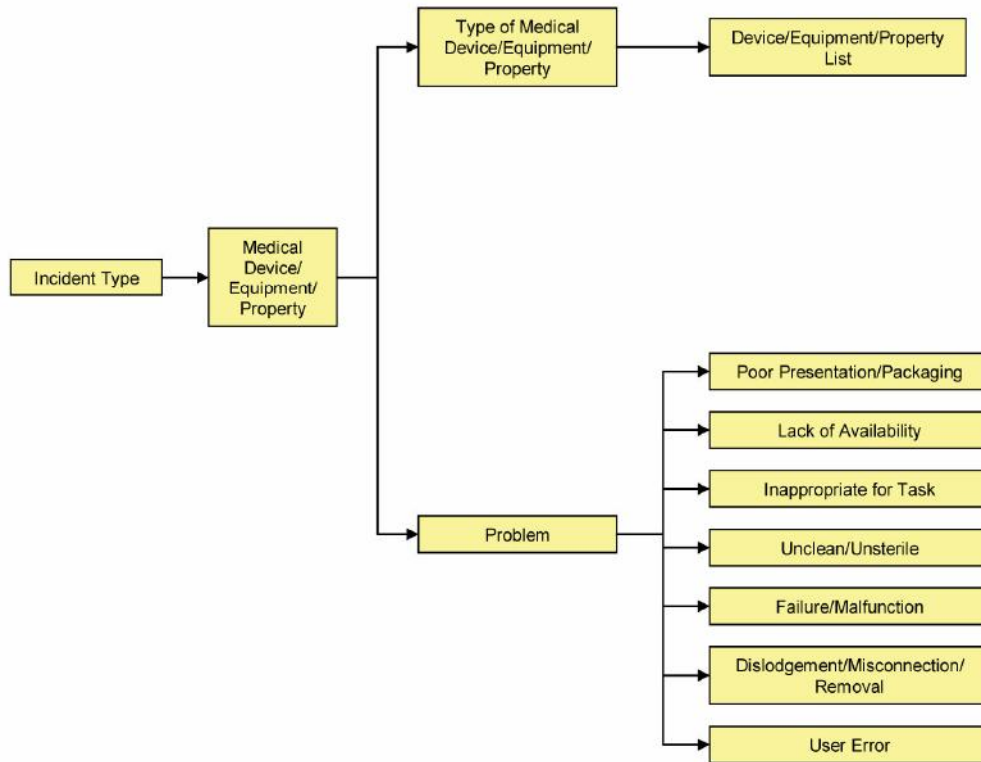 Type of Medical
Device/Equipment/
Property
Device/Equipment/Property
List
Incident Type
Medical
Device/
Equipment/
Property
Poor Presentation/Packaging
Lack of Availability
Inappropriate for Task
Problem
Unclean/Unsterile
Failure/Malfunction
Dislodgement/Misconnection/
Removal
User Error